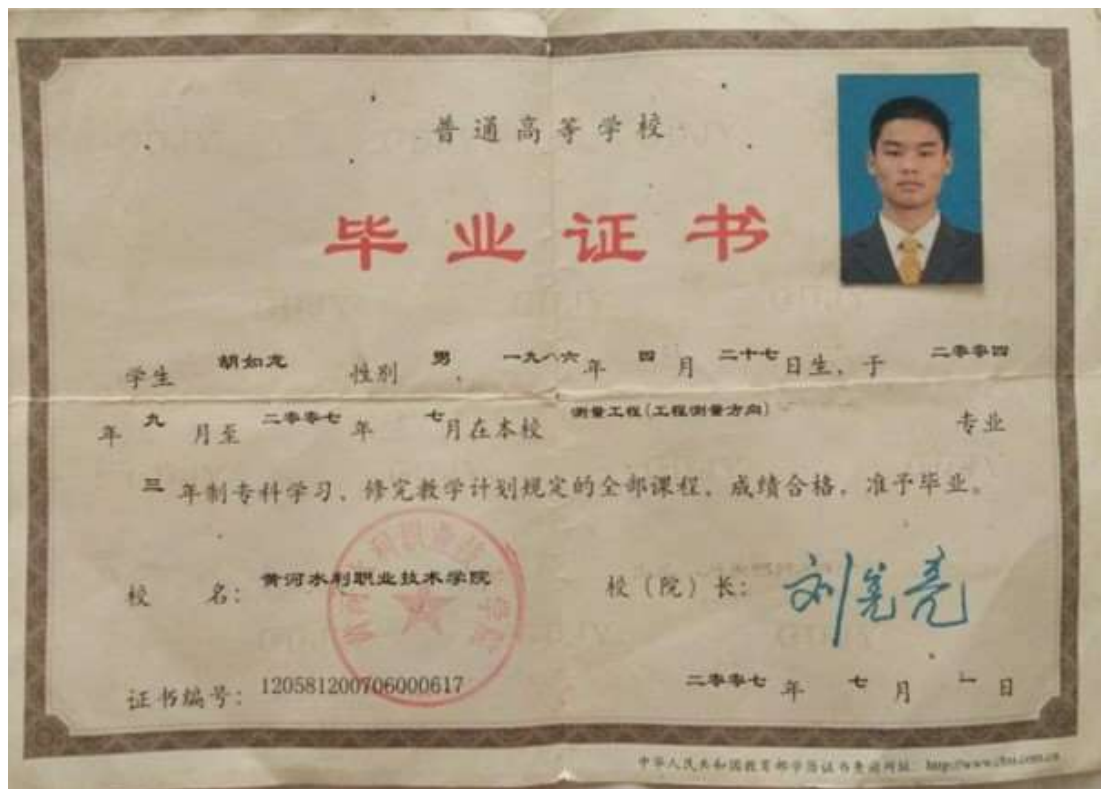 普通高等学校
毕业证书
学生 胡如龙 性别 男，一九八六年 四 月 二十七日生，于 二零零四
年 九 月至 二零零七 年 七月在本校 测量工程(工程测量方向) 专业
三 年制专科学习，修完教学计划规定的全部课程，成绩合格，准予毕业。
校 名：黄河水利职业技术学院
校（院）长：刘宪亮
证书编号：120581200706000617
二零零七 年 七 月 一 日
中华人民共和国教育部学历证书查询网址 http://www.chsi.com.cn